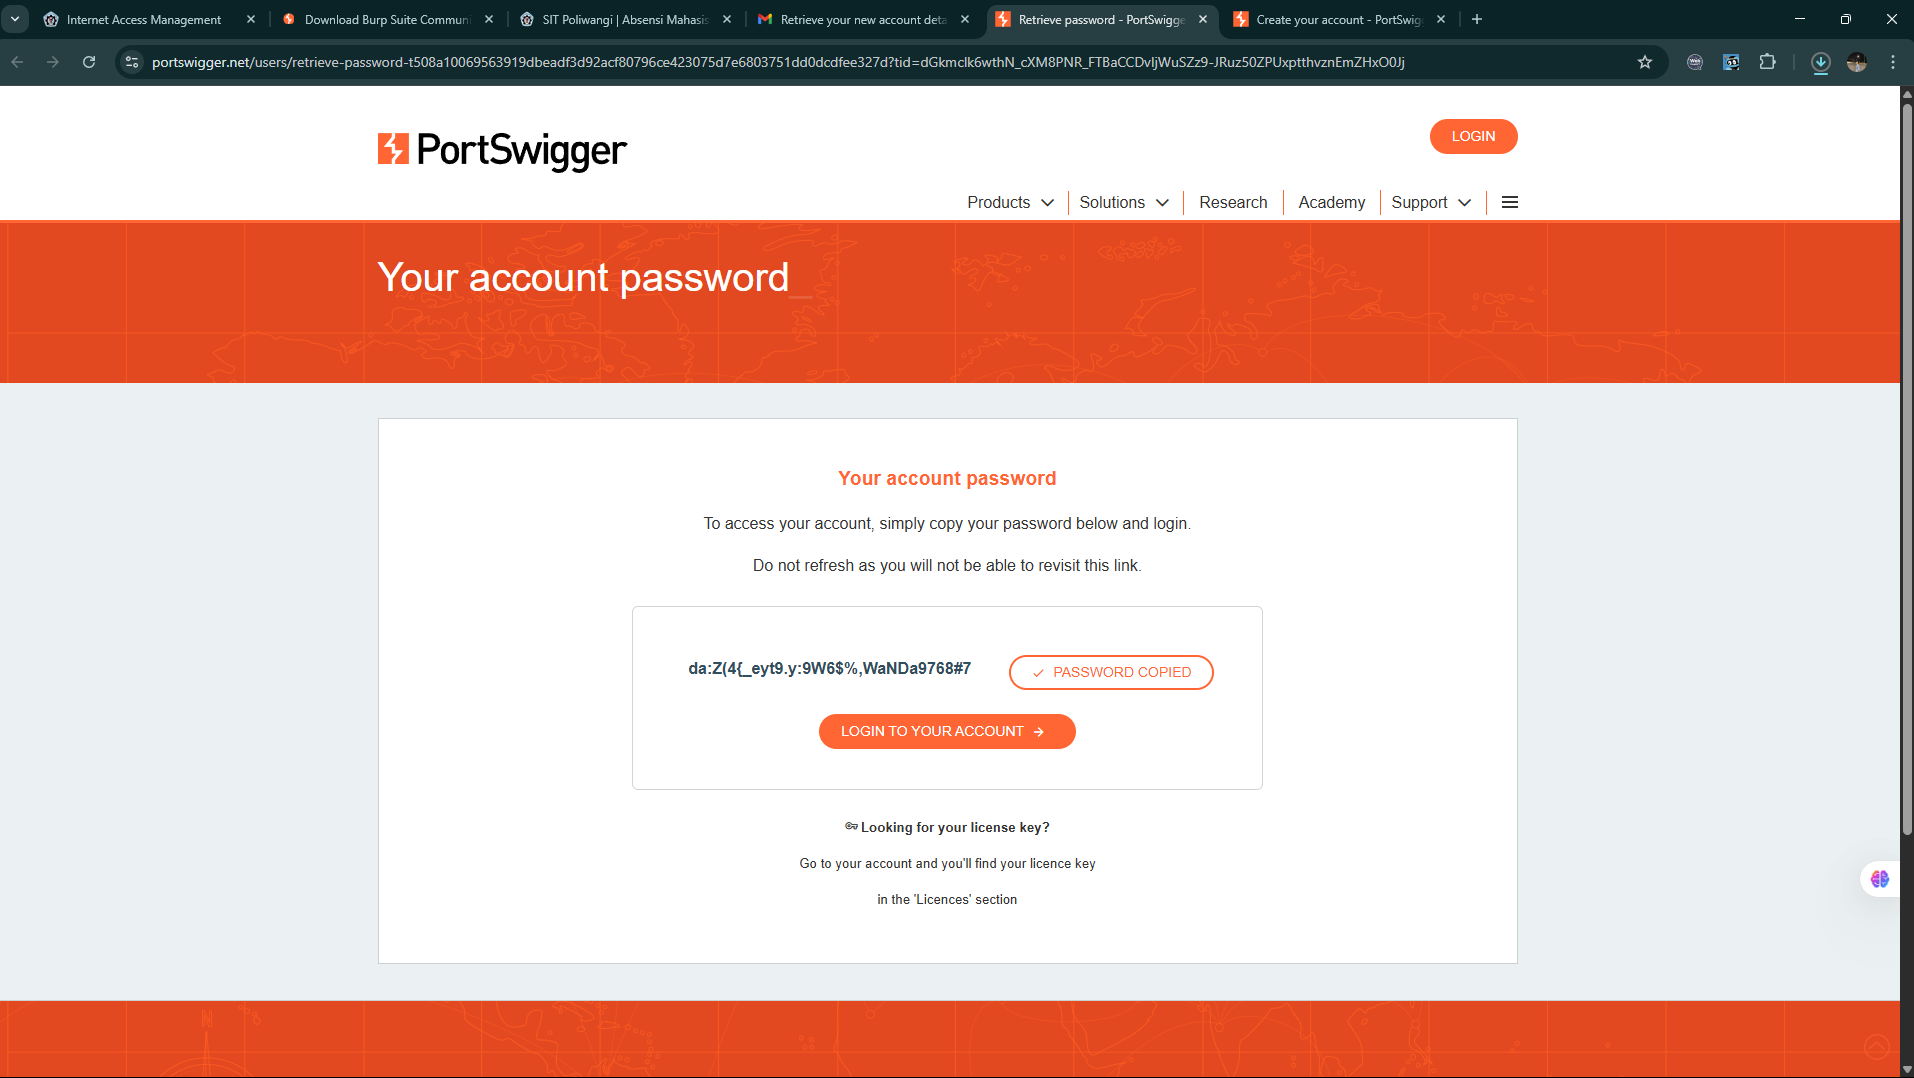 Internet Access Management
Download Burp Suite Communi
SIT Poliwangi | Absensi Mahasis
Retrieve your new account deta
Retrieve password - PortSwigge
Create your account - PortSwig
portswigger.net/users/retrieve-password-t508a10069563919dbeadf3d92acf80796ce423075d7e6803751dd0dcdfee327d?tid=dGkmclk6wthN_cXM8PNR_FTBaCCDvIjWuSZz9-JRuz50ZPUxptthvznEmZHxO0Jj
PortSwigger
LOGIN
Products
Solutions
Research
Academy
Support
Your account password_
Your account password
To access your account, simply copy your password below and login.
Do not refresh as you will not be able to revisit this link.
da:Z(4{_eyt9.y:9W6$%,WaNDa9768#7
PASSWORD COPIED
LOGIN TO YOUR ACCOUNT
Looking for your license key?
Go to your account and you'll find your licence key
in the 'Licences' section
N